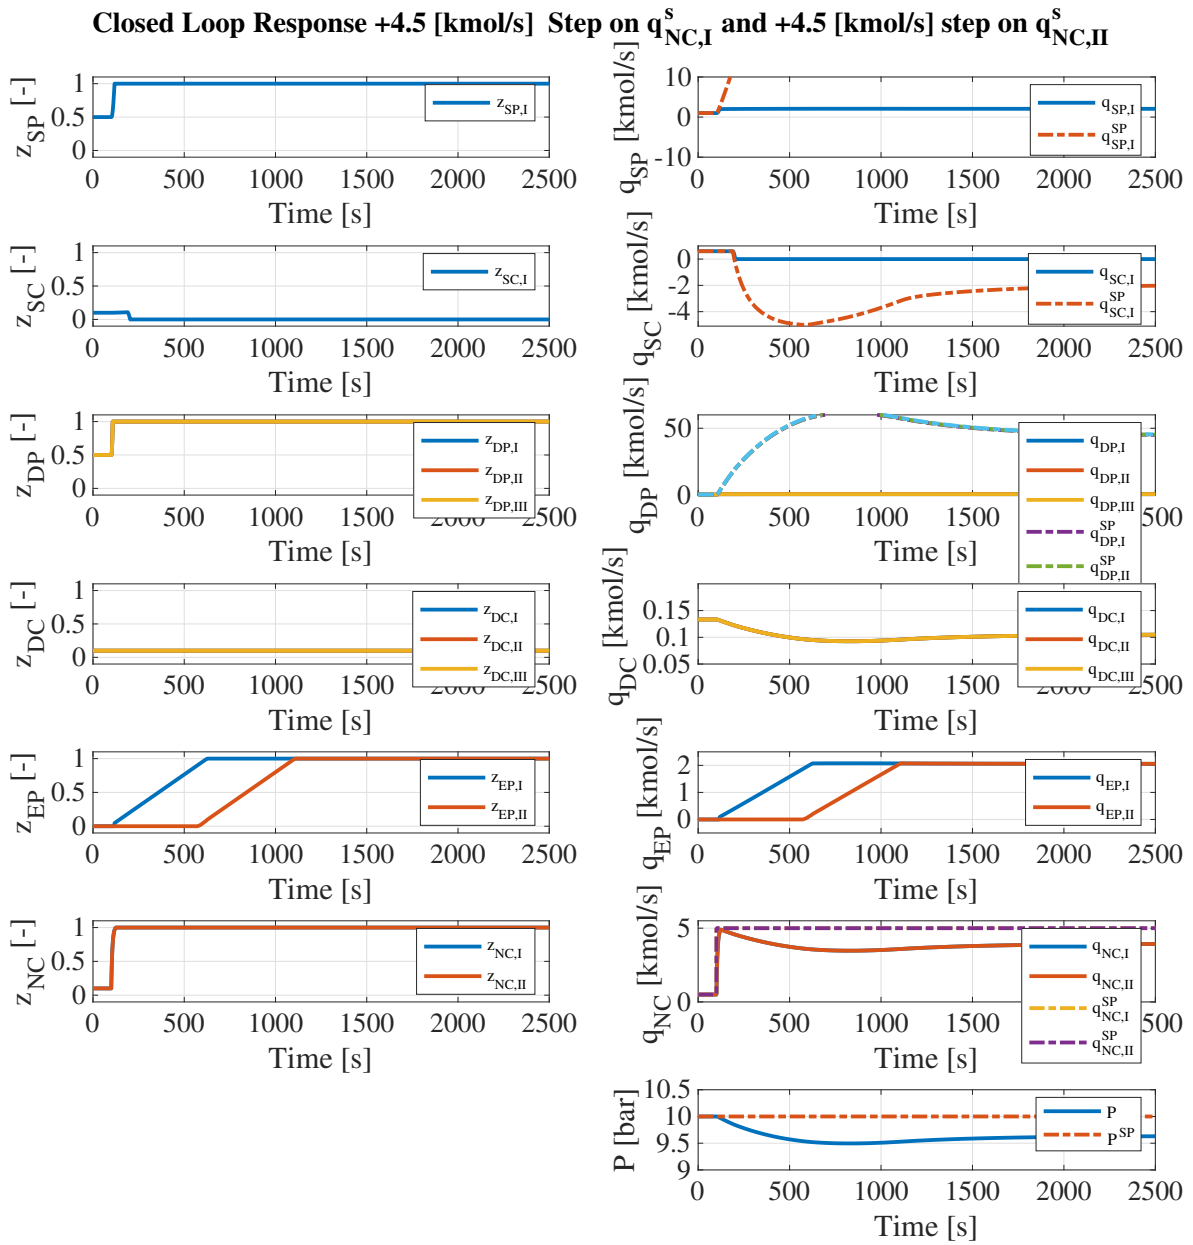 Closed Loop Response +4.5 [kmol/s] Step on q^s_NC,I and +4.5 [kmol/s] step on q^s_NC,II
z_SP [-]
1
0.5
0
0 500 1000 1500 2000 2500
Time [s]
z_SP,I
q_SP [kmol/s]
10
0
-10
0 500 1000 1500 2000 2500
Time [s]
q_SP,I
q^SP_SP,I
z_SC [-]
1
0.5
0
0 500 1000 1500 2000 2500
Time [s]
z_SC,I
q_SC [kmol/s]
0
-2
-4
0 500 1000 1500 2000 2500
Time [s]
q_SC,I
q^SP_SC,I
z_DP [-]
1
0.5
0
0 500 1000 1500 2000 2500
Time [s]
z_DP,I
z_DP,II
z_DP,III
q_DP [kmol/s]
50
0
0 500 1000 1500 2500
Time [s]
q_DP,I
q_DP,II
q_DP,III
q^SP_DP,I
q^SP_DP,II
z_DC [-]
1
0.5
0
0 500 1000 1500 2000 2500
Time [s]
z_DC,I
z_DC,II
z_DC,III
q_DC [kmol/s]
0.15
0.1
0.05
0 500 1000 1500 2000 2500
Time [s]
q_DC,I
q_DC,II
q_DC,III
z_EP [-]
1
0.5
0
0 500 1000 1500 2000 2500
Time [s]
z_EP,I
z_EP,II
q_EP [kmol/s]
2
1
0
0 500 1000 1500 2000 2500
Time [s]
q_EP,I
q_EP,II
z_NC [-]
1
0.5
0
0 500 1000 1500 2000 2500
Time [s]
z_NC,I
z_NC,II
q_NC [kmol/s]
5
0
0 500 1000 1500 2500
Time [s]
q_NC,I
q_NC,II
q^SP_NC,I
q^SP_NC,II
P [bar]
10.5
10
9.5
9
0 500 1000 1500 2000 2500
Time [s]
P
P^SP